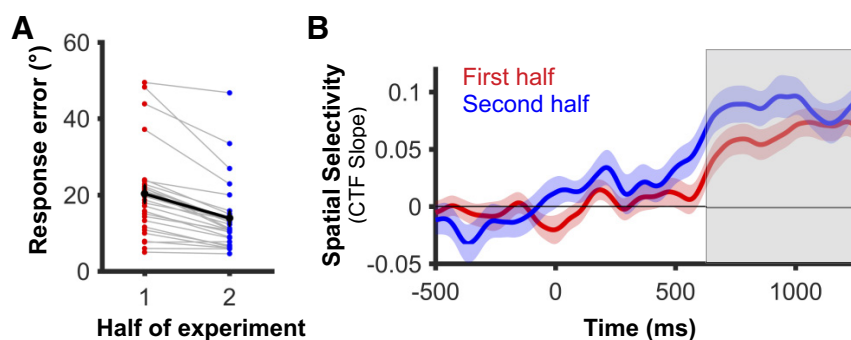 A
Response error (°)
60
40
20
0
1
2
Half of experiment
B
Spatial Selectivity
(CTF Slope)
First half
Second half
0.1
0.05
0
-0.05
-500
0
500
1000
Time (ms)